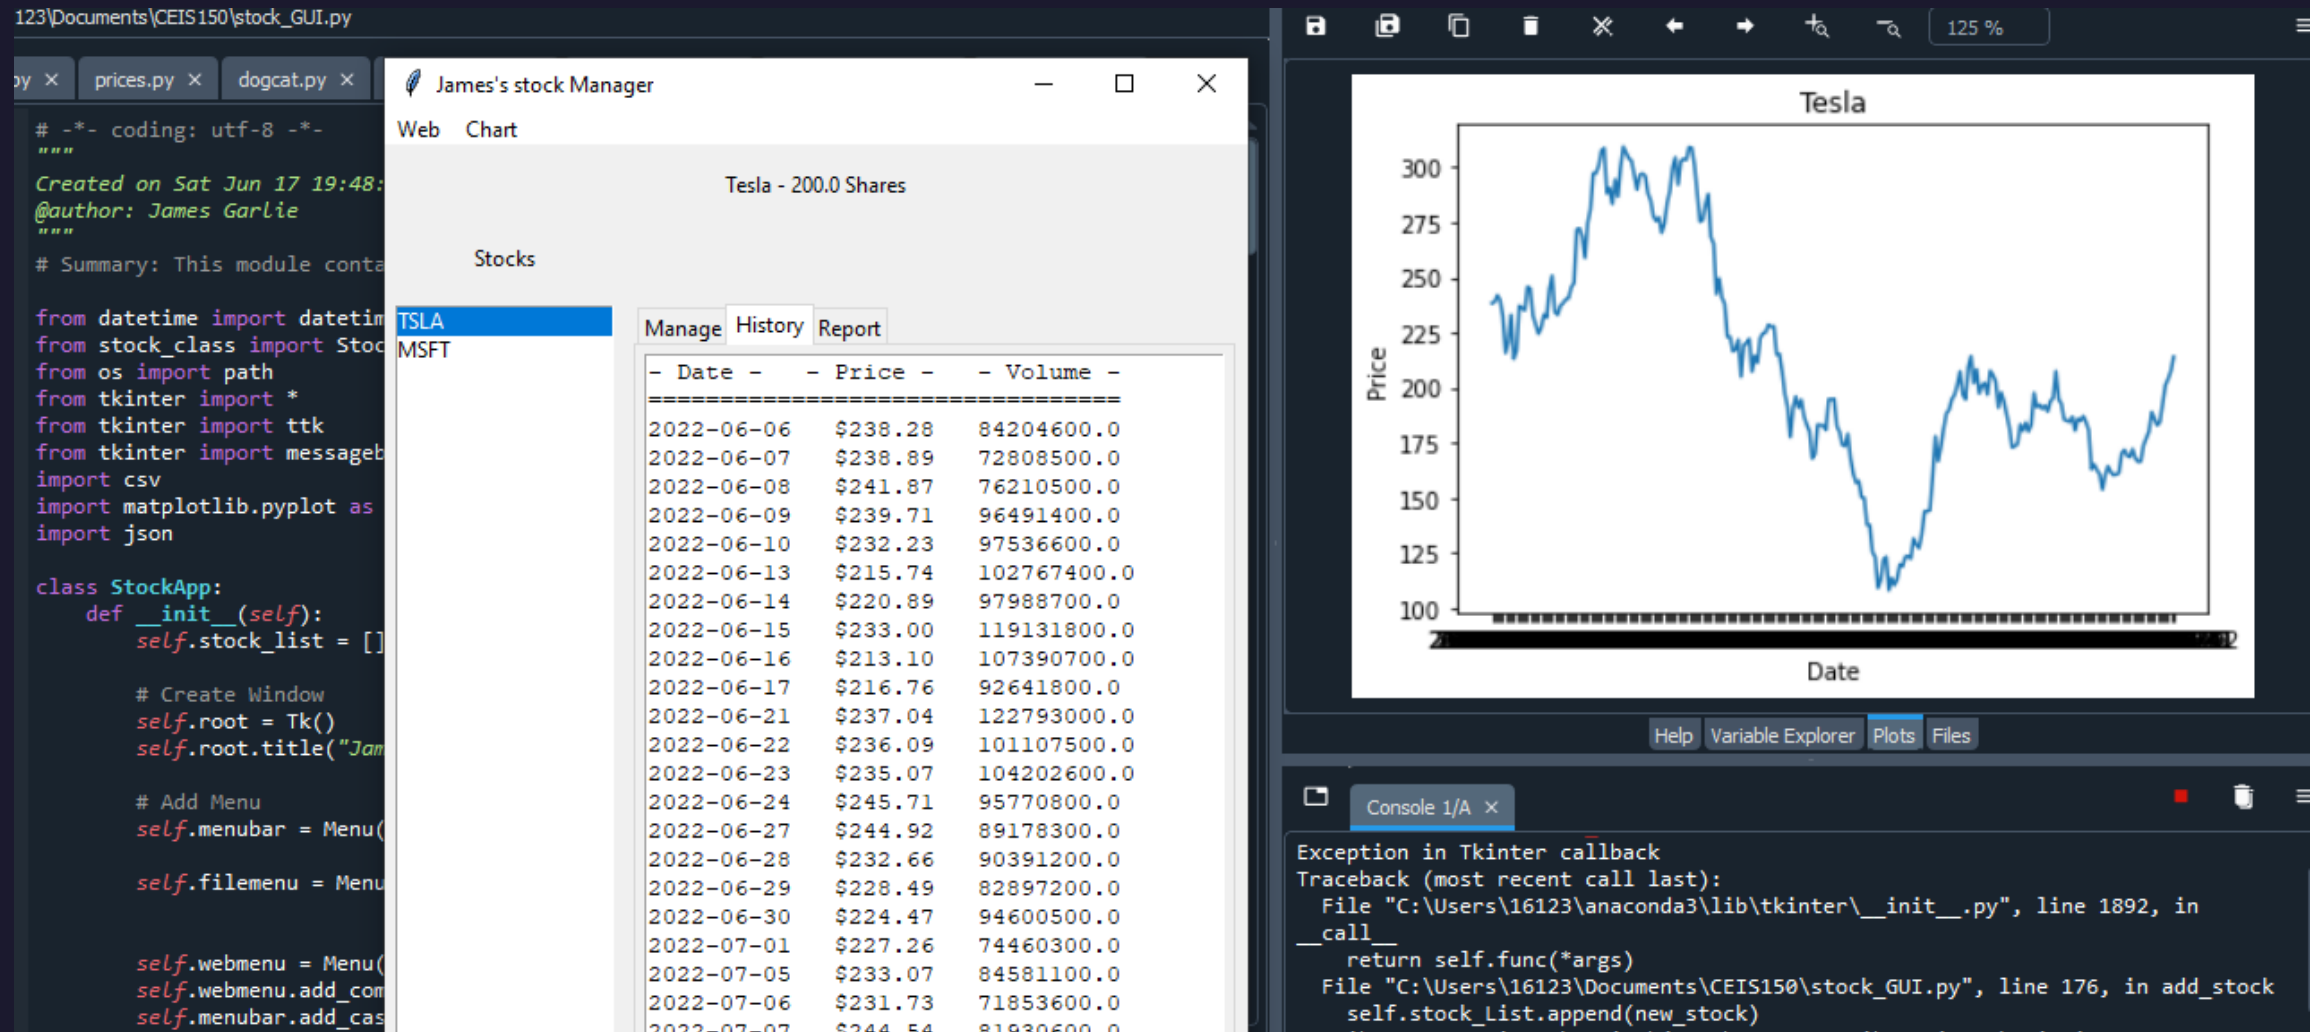 123\Documents\CEIS150\stock_GUI.py
py × prices.py × dogcat.py ×
# -*- coding: utf-8 -*-
"""
Created on Sat Jun 17 19:48:
@author: James Garlie
"""
# Summary: This module conta
from datetime import datetim
from stock_class import Stoc
from os import path
from tkinter import *
from tkinter import ttk
from tkinter import messageb
import csv
import matplotlib.pyplot as
import json
class StockApp:
def __init__(self):
self.stock_list = []
# Create Window
self.root = Tk()
self.root.title("Jam
# Add Menu
self.menubar = Menu(
self.filemenu = Menu
self.webmenu = Menu(
self.webmenu.add_com
self.menubar.add_cas
James's stock Manager
Web Chart
Tesla - 200.0 Shares
Stocks
TSLA
MSFT
Manage History Report
- Date - - Price - - Volume -
=================================
2022-06-06 $238.28 84204600.0
2022-06-07 $238.89 72808500.0
2022-06-08 $241.87 76210500.0
2022-06-09 $239.71 96491400.0
2022-06-10 $232.23 97536600.0
2022-06-13 $215.74 102767400.0
2022-06-14 $220.89 97988700.0
2022-06-15 $233.00 119131800.0
2022-06-16 $213.10 107390700.0
2022-06-17 $216.76 92641800.0
2022-06-21 $237.04 122793000.0
2022-06-22 $236.09 101107500.0
2022-06-23 $235.07 104202600.0
2022-06-24 $245.71 95770800.0
2022-06-27 $244.92 89178300.0
2022-06-28 $232.66 90391200.0
2022-06-29 $228.49 82897200.0
2022-06-30 $224.47 94600500.0
2022-07-01 $227.26 74460300.0
2022-07-05 $233.07 84581100.0
2022-07-06 $231.73 71853600.0
2022-07-07 $244.54 81930600.0
125 %
Tesla
300
275
250
225
200
175
150
125
100
Price
Date
Help Variable Explorer Plots Files
Console 1/A ×
Exception in Tkinter callback
Traceback (most recent call last):
File "C:\Users\16123\anaconda3\lib\tkinter\__init__.py", line 1892, in
__call__
return self.func(*args)
File "C:\Users\16123\Documents\CEIS150\stock_GUI.py", line 176, in add_stock
self.stock_List.append(new_stock)